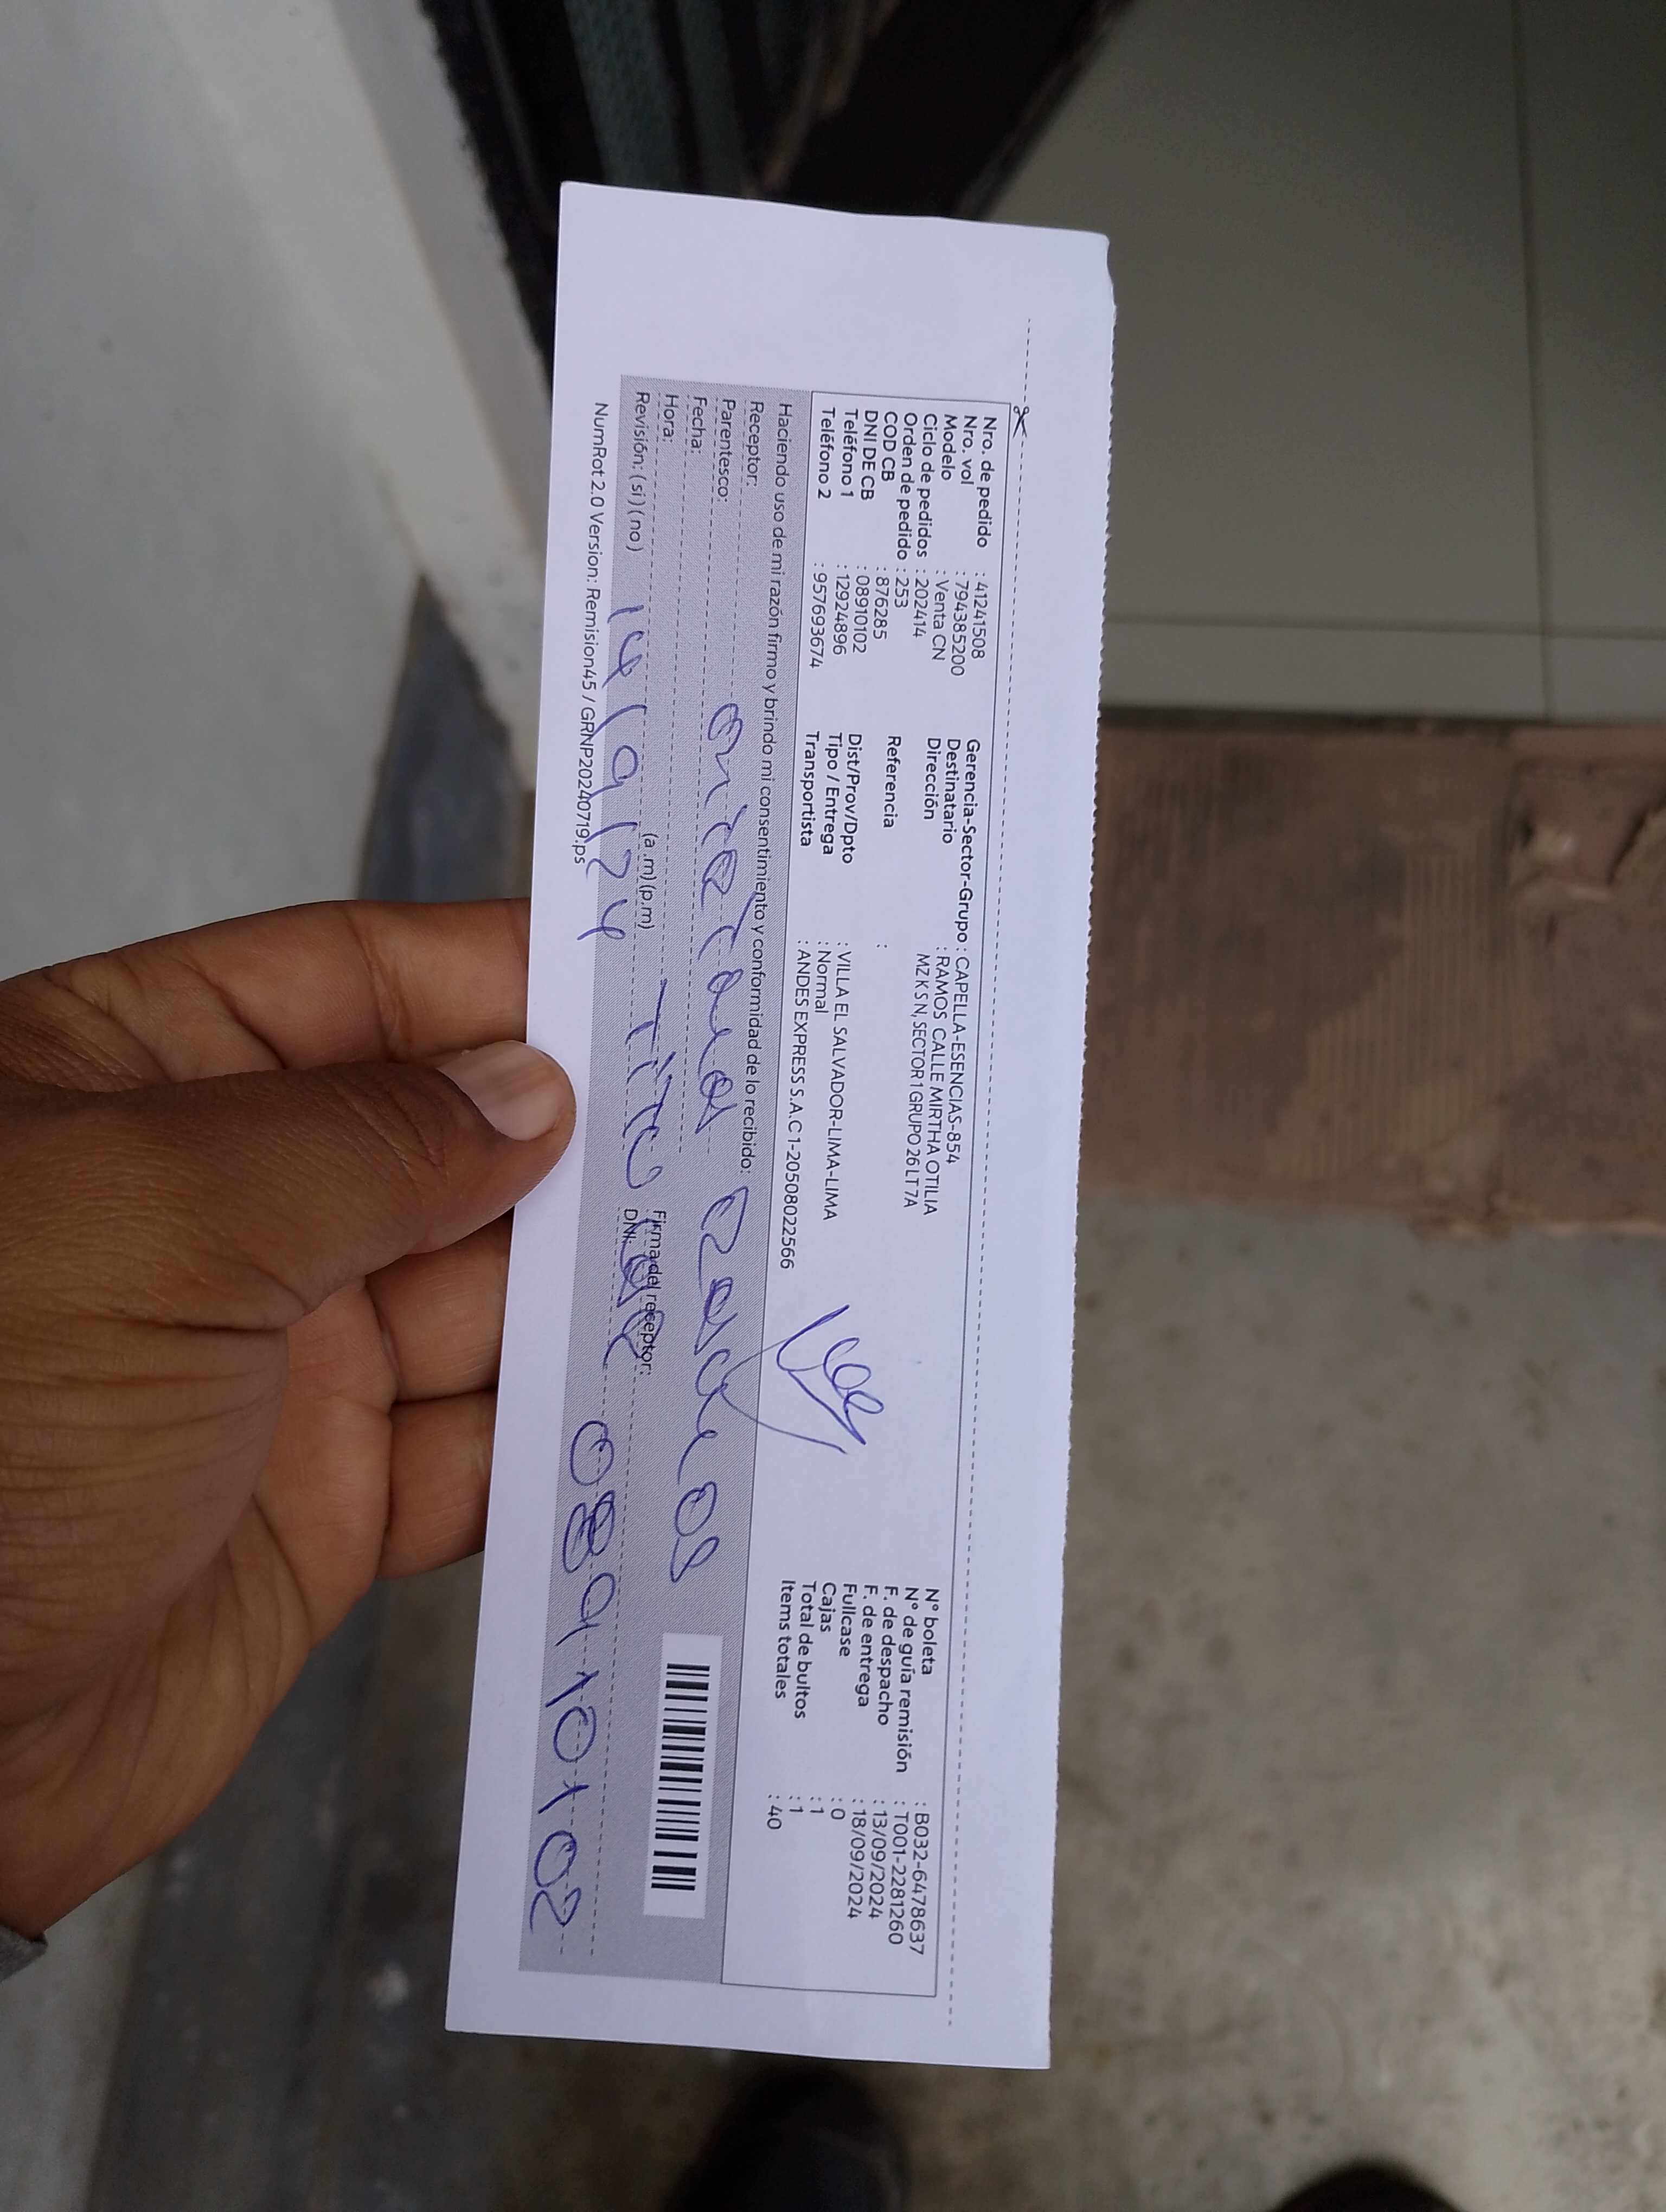 Nro. de pedido : 41241508
Nro. vol : 794385200
Modelo : Venta CN
Ciclo de pedidos : 202414
Orden de pedido : 253
COD CB : 876285
DNI DE CB : 08910102
Teléfono 1 : 12924896
Teléfono 2 : 957693674
Gerencia-Sector-Grupo : CAPELLA-ESENCIAS-854
Destinatario : RAMOS CALLE MIRTHA OTILIA
Dirección MZ K S N, SECTOR 1 GRUPO 26 LT 7A
Referencia :
Dist/Prov/Dpto : VILLA EL SALVADOR-LIMA-LIMA
Tipo / Entrega : Normal
Transportista : ANDES EXPRESS S.A.C 1-20508022566
N° boleta : B032-6478637
N° de guía remisión : T001-2281260
F. de despacho : 13/09/2024
F. de entrega : 18/09/2024
Fullcase : 0
Cajas : 1
Total de bultos : 1
Items totales : 40
Haciendo uso de mi razón firmo y brindo mi consentimiento y conformidad de lo recibido:
Receptor:
Parentesco:
Fecha:
Hora: (a .m) (p.m) Firma del receptor:
Revisión: (si) (no) DNI:
14/9/24 08910102
NumRot 2.0 Version: Remision45 / GRNP20240719.ps